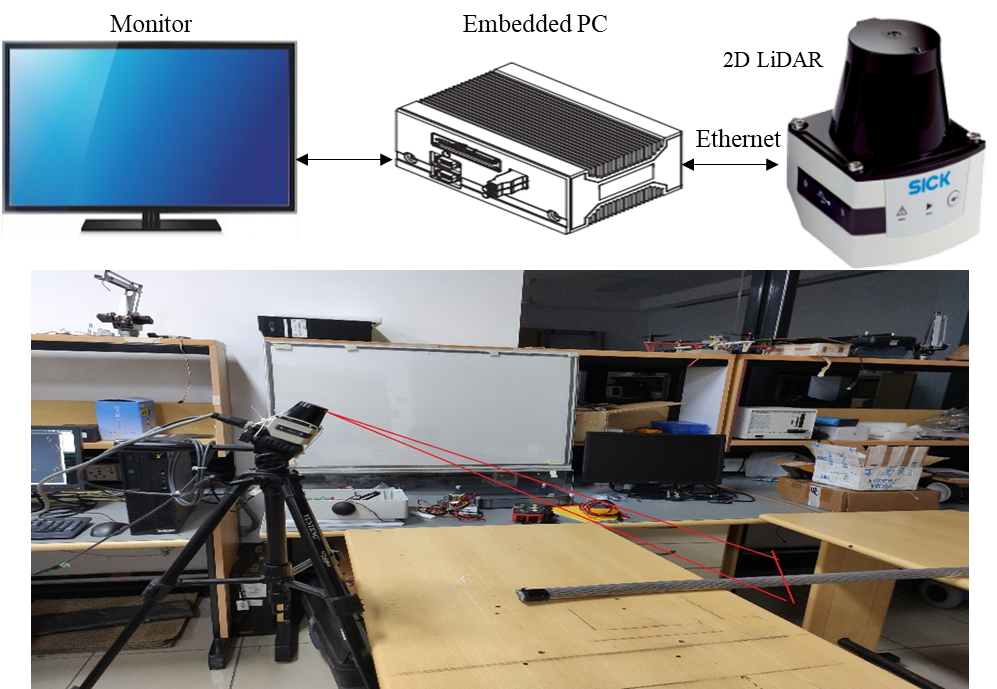 Monitor
Embedded PC
2D LiDAR
Ethernet
SICK